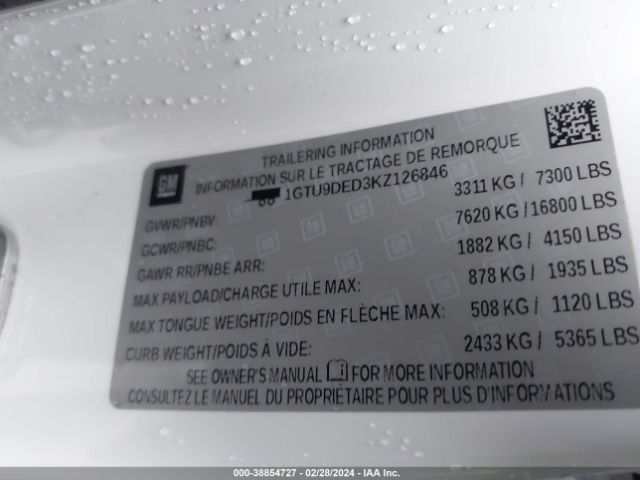 GM
TRAILERING INFORMATION
INFORMATION SUR LE TRACTAGE DE REMORQUE
1GTU9DED3KZ126846
GVWR/PNBV: 3311 KG / 7300 LBS
GCWR/PNBC: 7620 KG/16800 LBS
GAWR RR/PNBE ARR: 1882 KG / 4150 LBS
MAX PAYLOAD/CHARGE UTILE MAX: 878 KG / 1935 LBS
MAX TONGUE WEIGHT/POIDS EN FLÈCHE MAX: 508 KG / 1120 LBS
CURB WEIGHT/POIDS À VIDE: 2433 KG / 5365 LBS
SEE OWNER'S MANUAL FOR MORE INFORMATION
CONSULTEZ LE MANUEL DU PROPRIÉTAIRE POUR PLUS D'INFORMATIONS
000-38854727 - 02/28/2024 - IAA Inc.